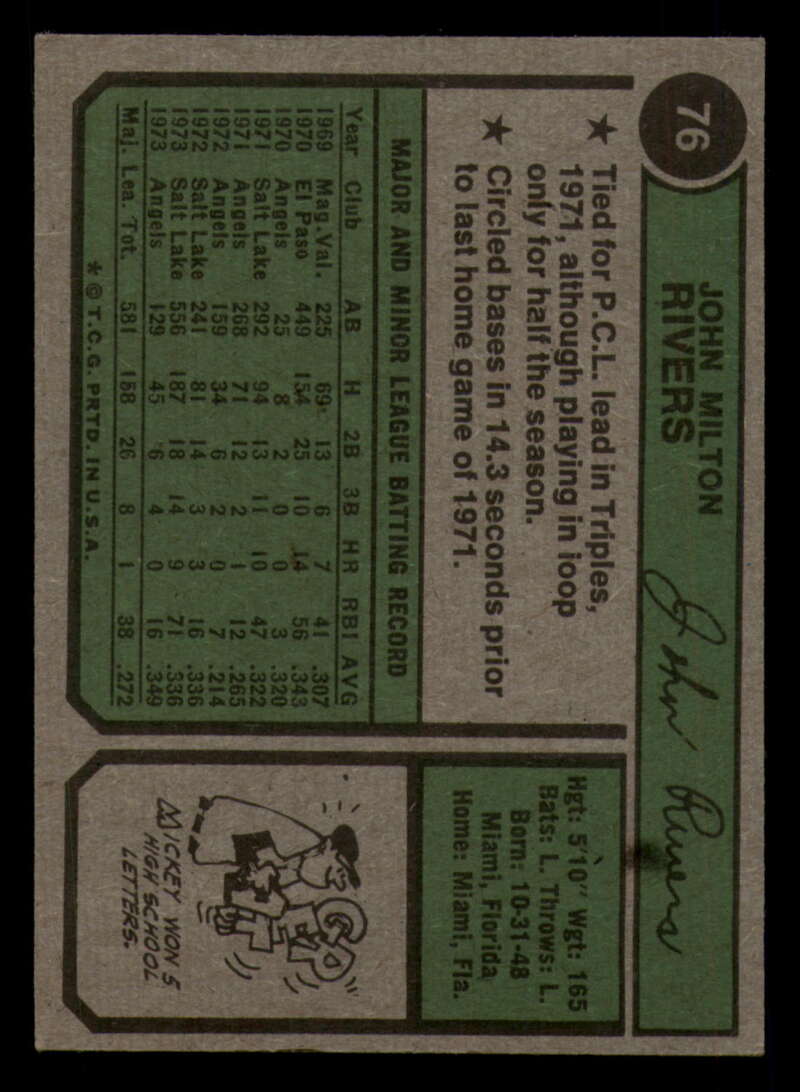 76
JOHN MILTON
RIVERS
John Rivers
★ Tied for P.C.L. lead in Triples,
1971, although playing in loop
only for half the season.
★ Circled bases in 14.3 seconds prior
to last home game of 1971.
Hgt: 5'10" Wgt: 165
Bats: L. Throws: L.
Born: 10-31-48
Miami, Florida
Home: Miami, Fla.
MAJOR AND MINOR LEAGUE BATTING RECORD
Year Club AB H 2B 3B HR RBI AVG
1969 Mag.Val. 225 69 13 6 7 41 .307
1970 El Paso 449 154 25 10 14 56 .343
1970 Angels 25 8 2 0 0 3 .320
1971 Salt Lake 292 94 13 11 10 47 .322
1971 Angels 268 71 12 2 1 12 .265
1972 Angels 159 34 6 2 0 7 .214
1972 Salt Lake 241 81 14 3 3 16 .336
1973 Salt Lake 556 187 18 14 9 71 .336
1973 Angels 129 45 6 4 0 16 .349
Maj. Lea. Tot. 581 158 26 8 1 38 .272
* © T.C.G. PRTD. IN U.S.A.
MICKEY WON 5
HIGH SCHOOL
LETTERS.